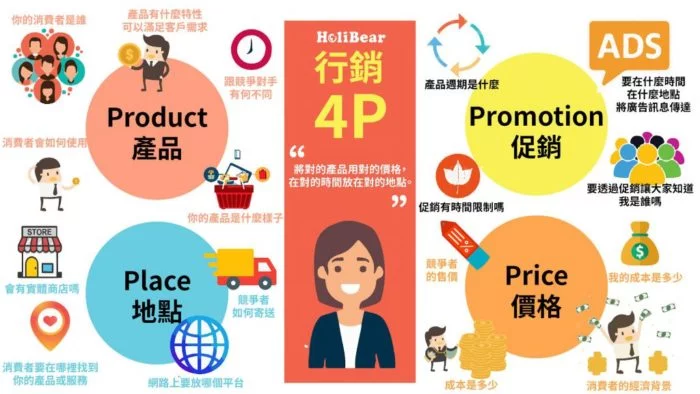 你的消費者是誰
產品有什麼特性
可以滿足客戶需求
跟競爭對手
有何不同
Product
產品
消費者會如何使用
你的產品是什麼樣子
STORE
會有實體商店嗎
Place
地點
競爭者
如何寄送
消費者要在哪裡找到
你的產品或服務
網路上要放哪個平台
HoliBear
行銷
4P
“
將對的產品用對的價格，
在對的時間放在對的地點。
”
產品週期是什麼
ADS
要在什麼時間
在什麼地點
將廣告訊息傳達
Promotion
促銷
促銷有時間限制嗎
要透過促銷讓大家知道
我是誰嗎
競爭者
的售價
Price
價格
$
我的成本是多少
成本是多少
消費者的經濟背景